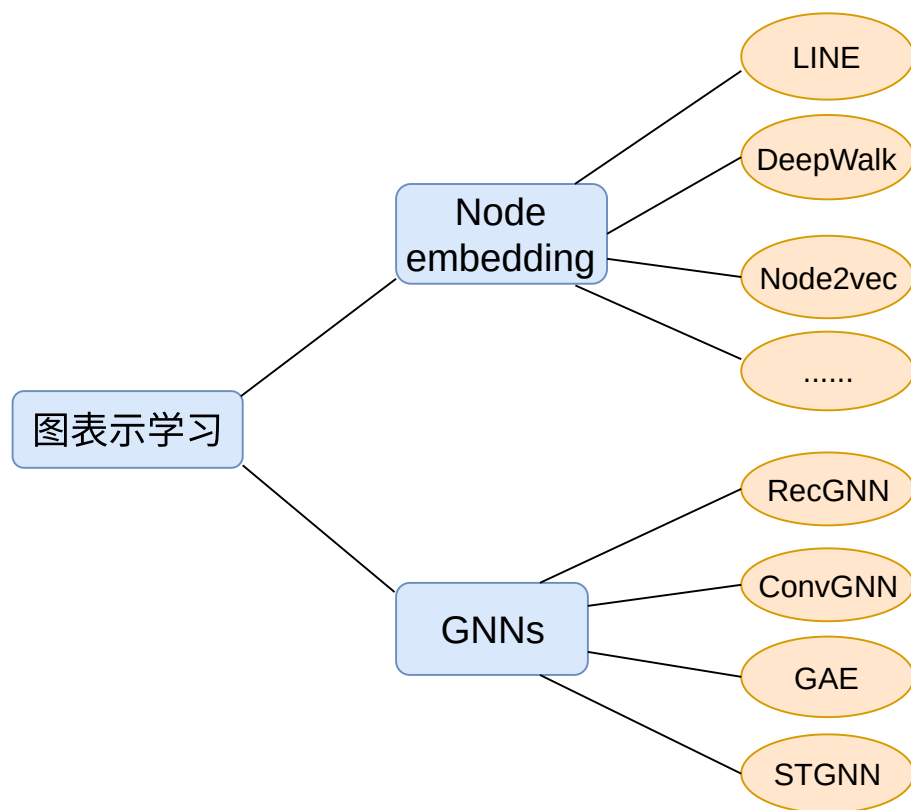 图表示学习
Node
embedding
LINE
DeepWalk
Node2vec
......
GNNs
RecGNN
ConvGNN
GAE
STGNN